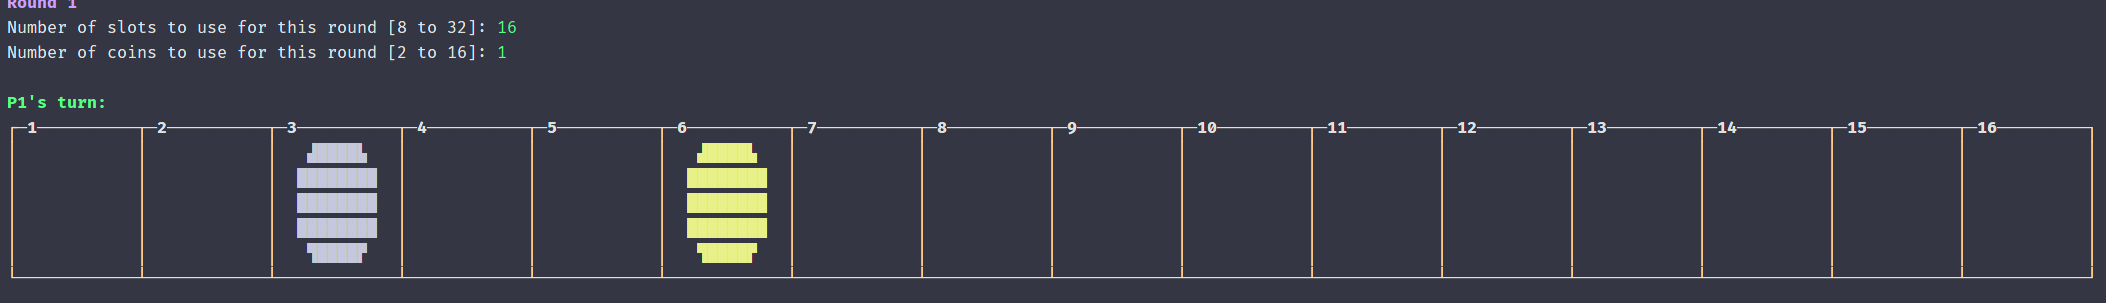 Round 1
Number of slots to use for this round [8 to 32]: 16
Number of coins to use for this round [2 to 16]: 1
P1's turn:
1 2 3 4 5 6 7 8 9 10 11 12 13 14 15 16